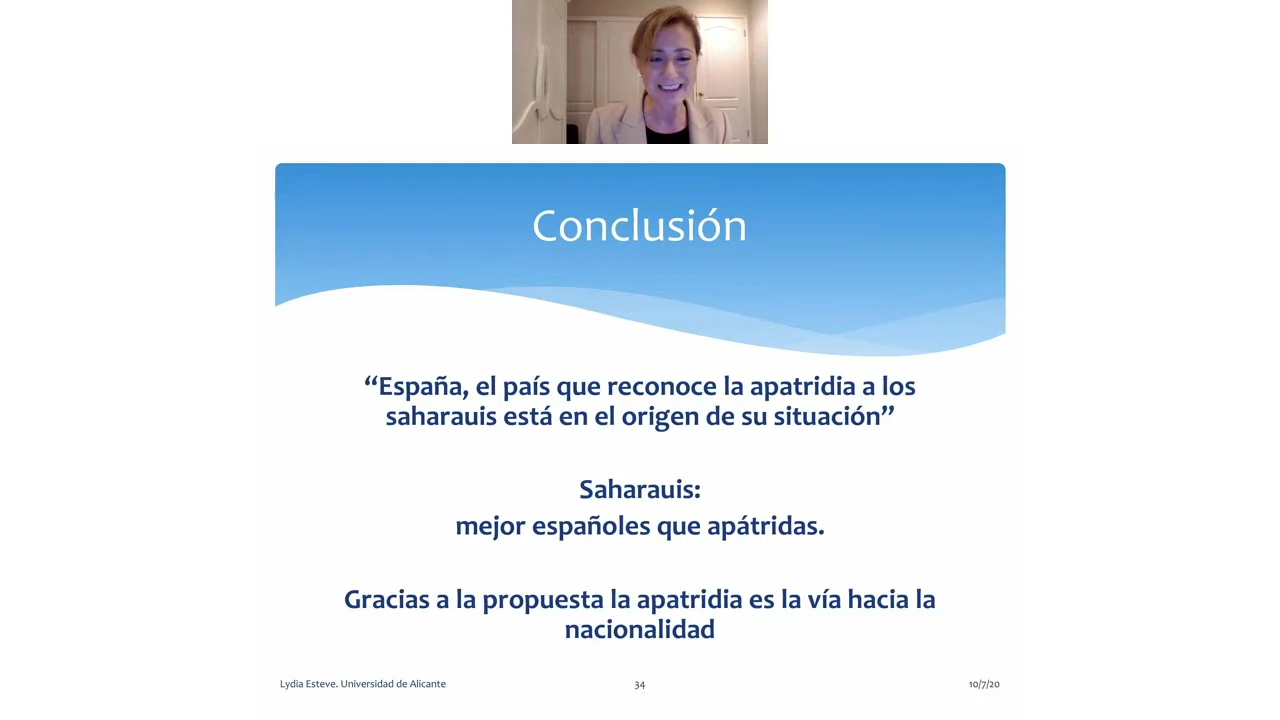 Conclusión
“España, el país que reconoce la apatridia a los
saharauis está en el origen de su situación”
Saharauis:
mejor españoles que apátridas.
Gracias a la propuesta la apatridia es la vía hacia la
nacionalidad
Lydia Esteve. Universidad de Alicante
34
10/7/20